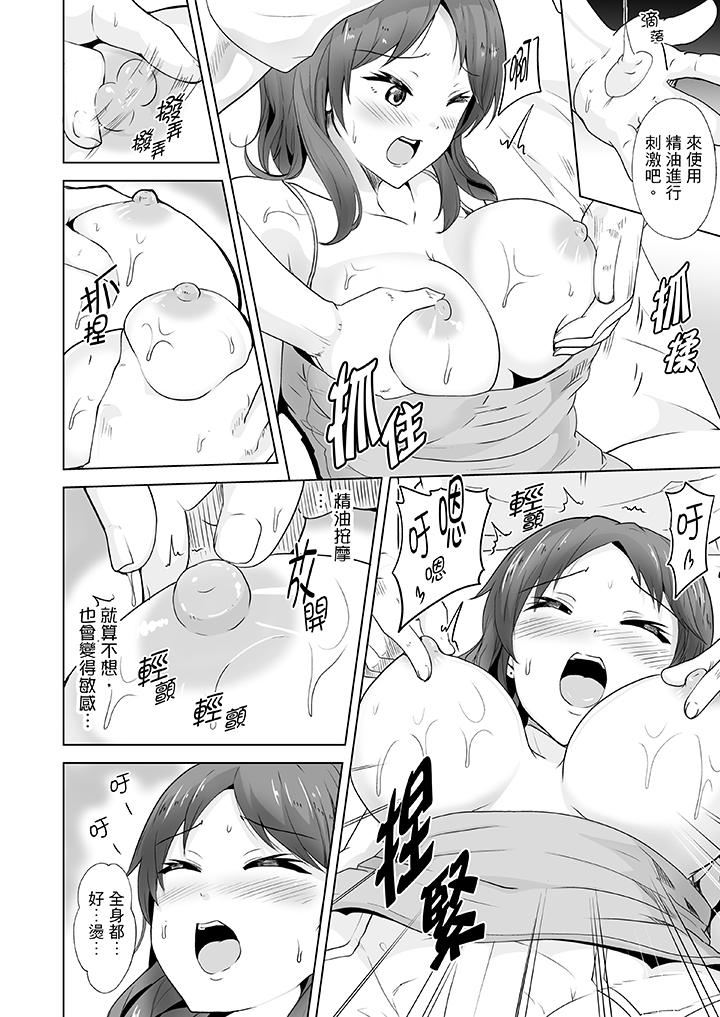 滴落
來使用
精油進行
刺激吧。
啊
抓揉
抓住
撥弄
撥弄
抓捏
吁
輕顫
嗯嗯
吁
捏緊
精油按摩
…
扳開
輕顫
輕顫
就算不想，
也會變得敏感…
吁
吁
全身都…
好…燙…